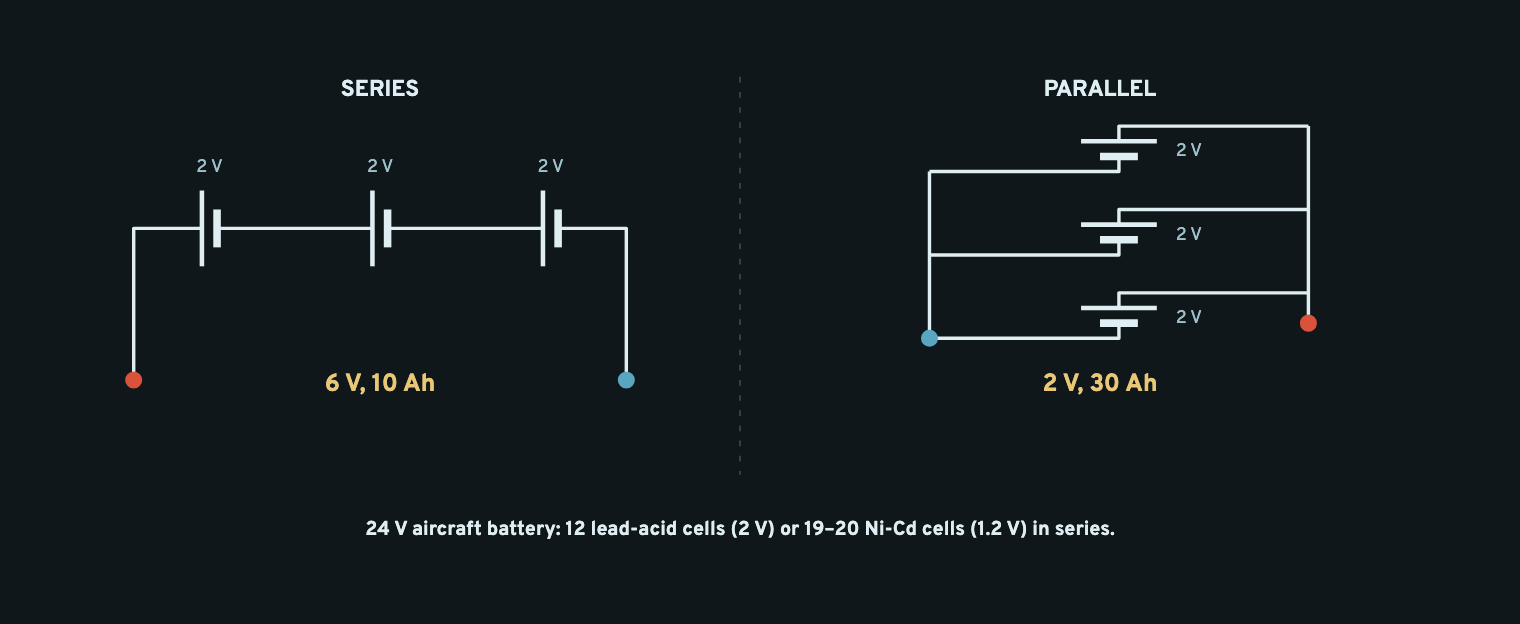 SERIES
2 V
2 V
2 V
6 V, 10 Ah
PARALLEL
2 V
2 V
2 V
2 V, 30 Ah
24 V aircraft battery: 12 lead-acid cells (2 V) or 19–20 Ni-Cd cells (1.2 V) in series.